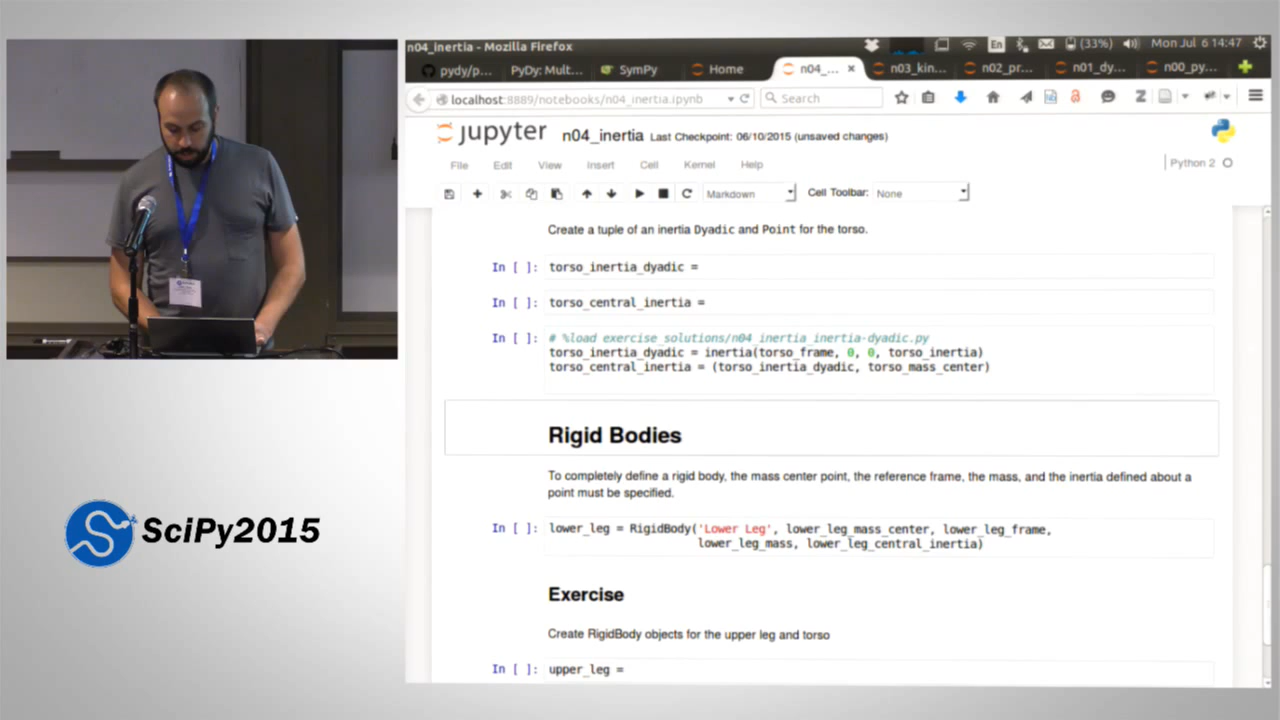 n04_inertia - Mozilla Firefox
En
(33%)
Mon Jul 6 14:47
pydy/p...
PyDy: Mult...
SymPy
Home
n04_...
n03_kin...
n02_pr...
n01_dy...
n00_py...
localhost:8889/notebooks/n04_inertia.ipynb
Search
jupyter n04_inertia Last Checkpoint: 06/10/2015 (unsaved changes)
File Edit View Insert Cell Kernel Help
Python 2
Markdown
Cell Toolbar: None
Create a tuple of an inertia Dyadic and Point for the torso.
In [ ]: torso_inertia_dyadic =
In [ ]: torso_central_inertia =
In [ ]: # %load exercise_solutions/n04_inertia_inertia-dyadic.py
torso_inertia_dyadic = inertia(torso_frame, 0, 0, torso_inertia)
torso_central_inertia = (torso_inertia_dyadic, torso_mass_center)
Rigid Bodies
To completely define a rigid body, the mass center point, the reference frame, the mass, and the inertia defined about a
point must be specified.
In [ ]: lower_leg = RigidBody('Lower Leg', lower_leg_mass_center, lower_leg_frame,
lower_leg_mass, lower_leg_central_inertia)
Exercise
Create RigidBody objects for the upper leg and torso
In [ ]: upper_leg =
SciPy2015